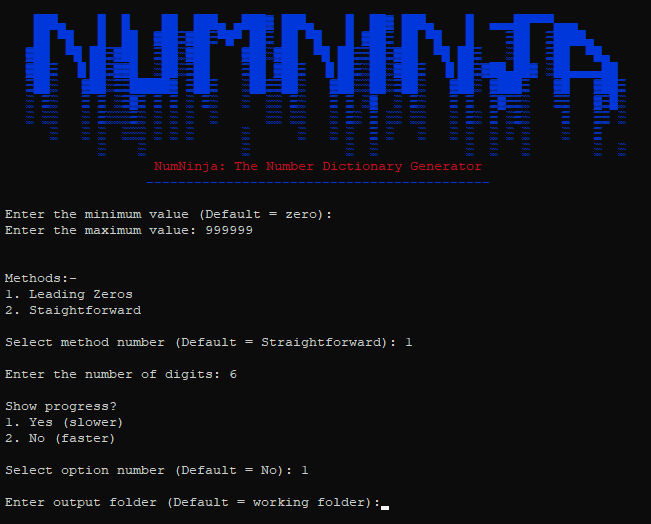 NUMNINJA
NumNinja: The Number Dictionary Generator
Enter the minimum value (Default = zero):
Enter the maximum value: 999999
Methods:-
1. Leading Zeros
2. Staightforward
Select method number (Default = Straightforward): 1
Enter the number of digits: 6
Show progress?
1. Yes (slower)
2. No (faster)
Select option number (Default = No): 1
Enter output folder (Default = working folder):